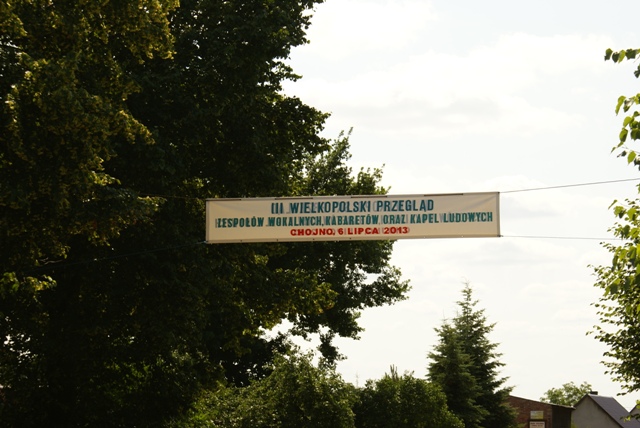 III WIELKOPOLSKI PRZEGLĄD
ZESPOŁÓW WOKALNYCH, KABARETÓW ORAZ KAPEL LUDOWYCH
CHOJNO, 6 LIPCA 2013